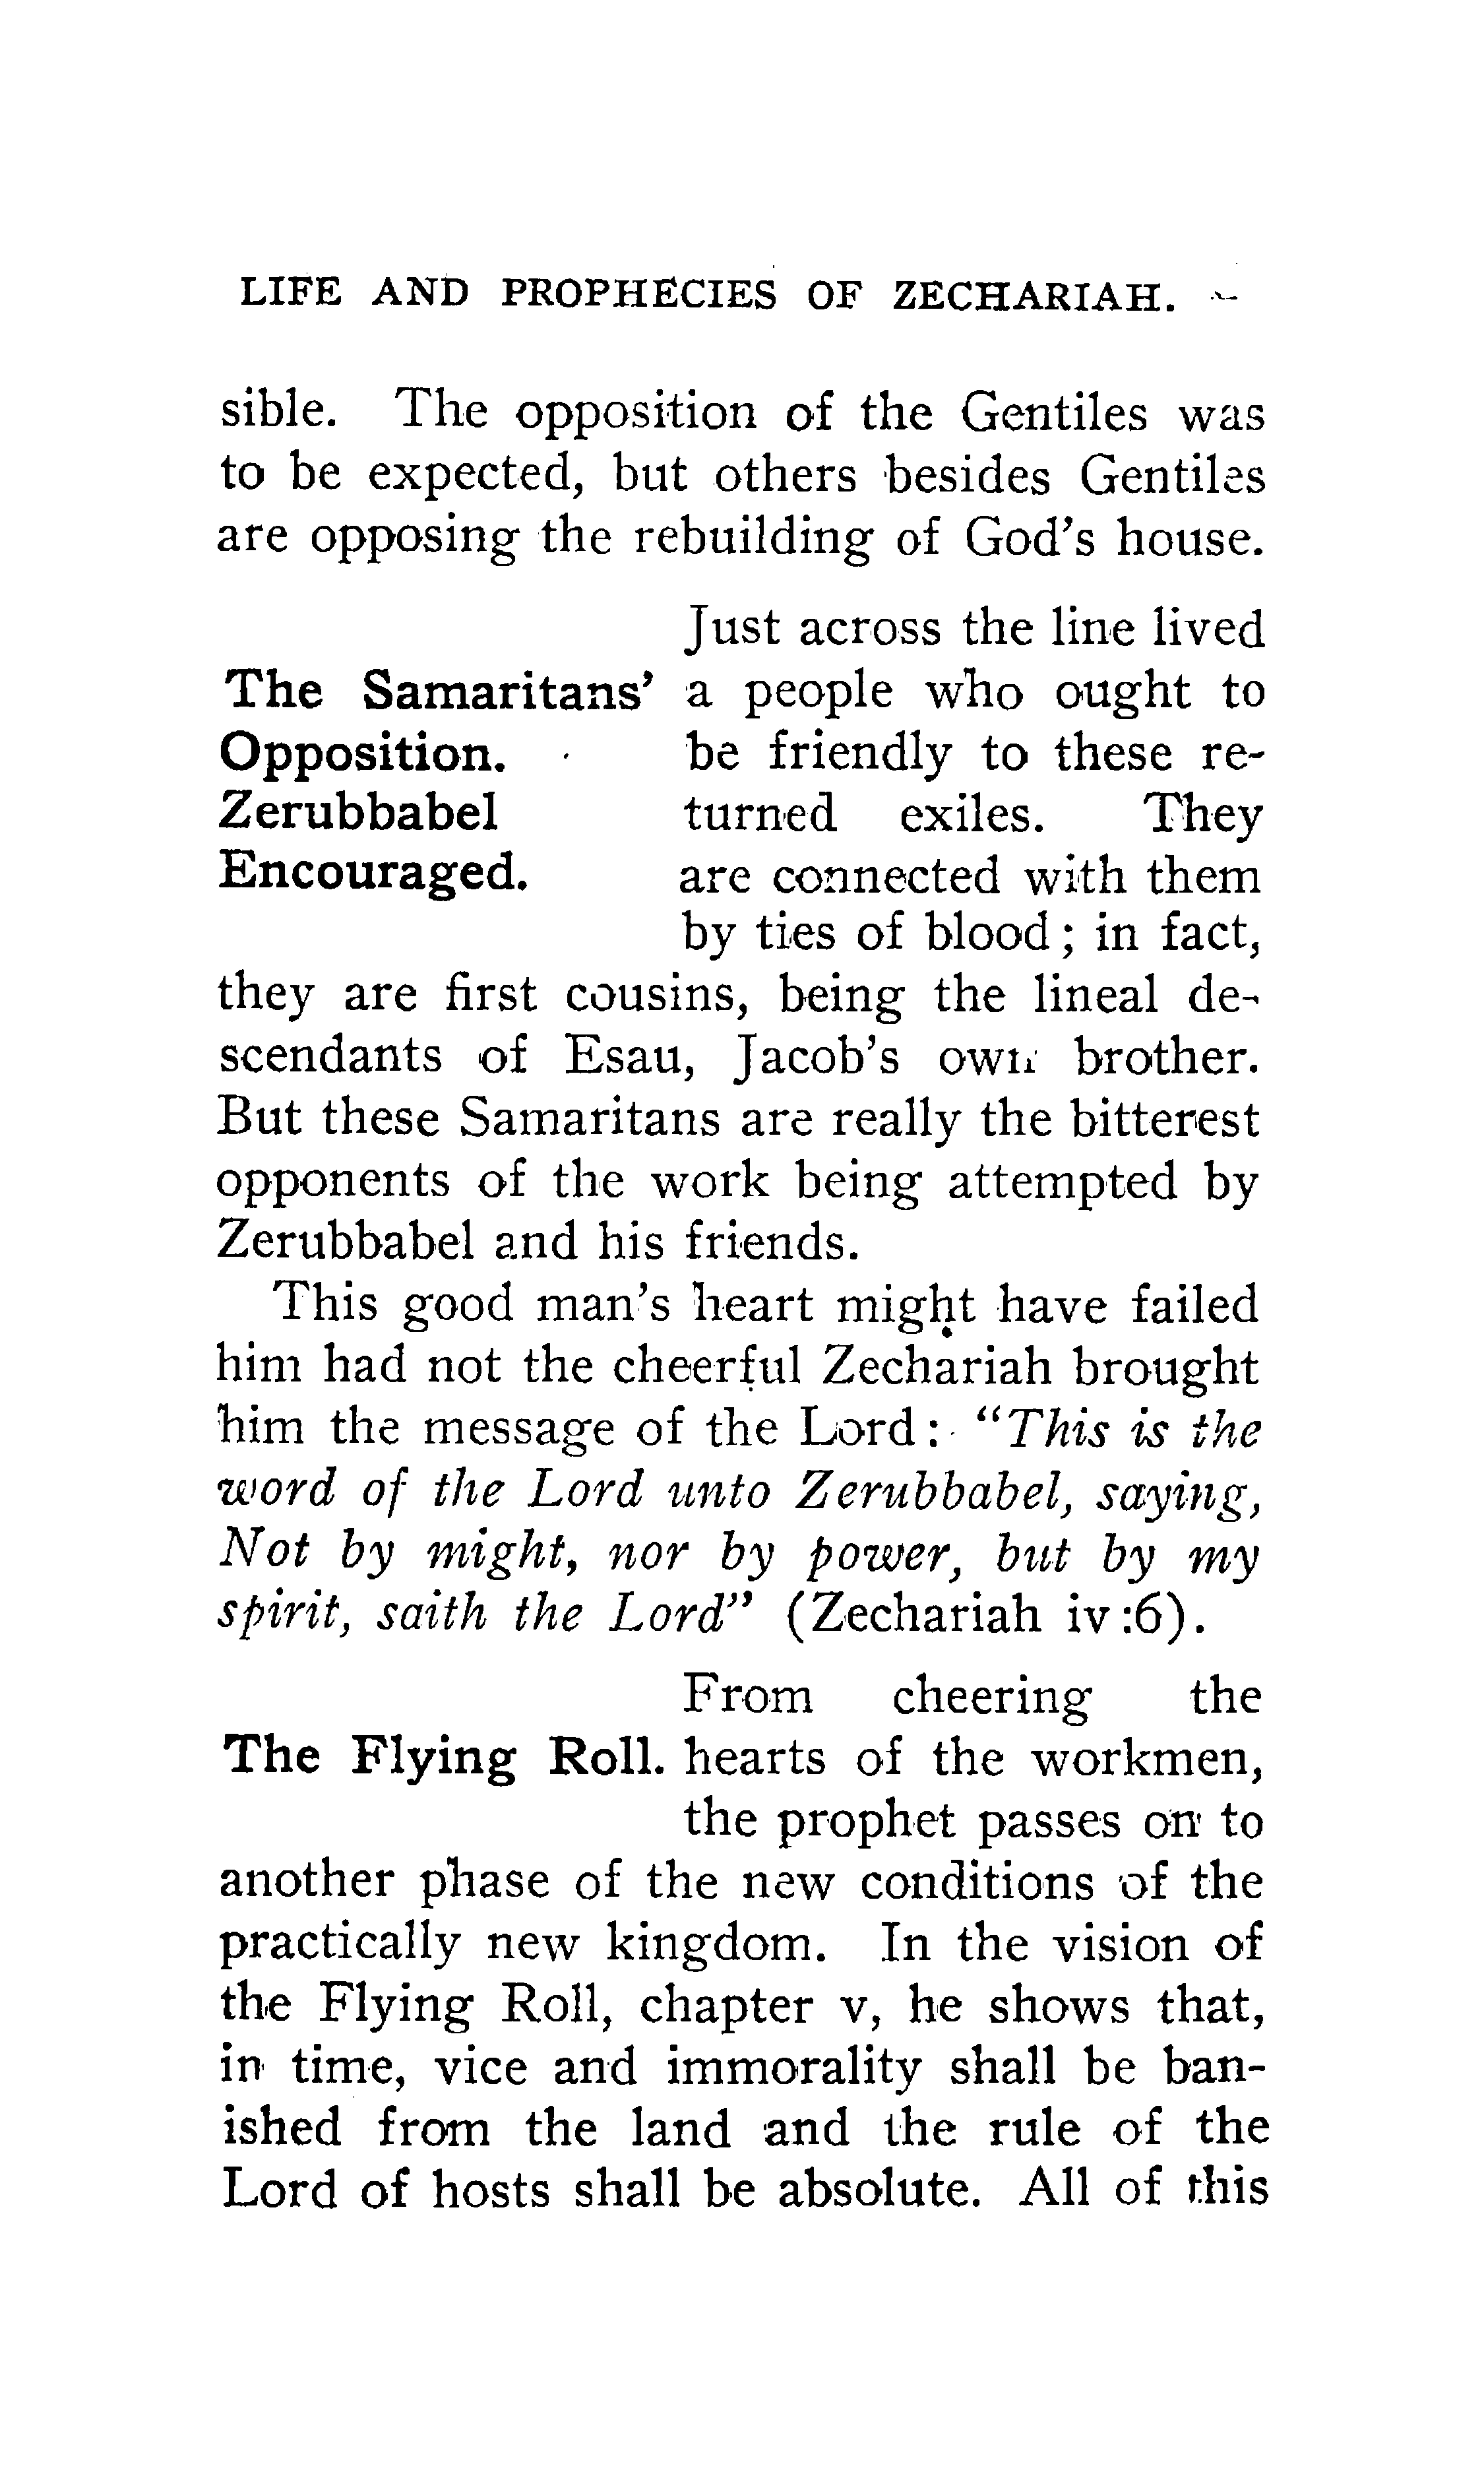 LIFE AND PROPHECIES OF ZECHARIAH.
sible. The opposition of the Gentiles was
to be expected, but others besides Gentiles
are opposing the rebuilding of God's house.
The Samaritans'
Opposition.
Zerubbabel
Encouraged.
Just across the line lived
a people who ought to
be friendly to these re-
turned exiles. They
are connected with them
by ties of blood; in fact,
they are first cousins, being the lineal de-
scendants of Esau, Jacob's own brother.
But these Samaritans are really the bitterest
opponents of the work being attempted by
Zerubbabel and his friends.
This good man's heart might have failed
him had not the cheerful Zechariah brought
him the message of the Lord: "This is the
word of the Lord unto Zerubbabel, saying,
Not by might, nor by power, but by my
spirit, saith the Lord" (Zechariah iv:6).
The Flying Roll.
From cheering the
hearts of the workmen,
the prophet passes on to
another phase of the new conditions of the
practically new kingdom. In the vision of
the Flying Roll, chapter v, he shows that,
in time, vice and immorality shall be ban-
ished from the land and the rule of the
Lord of hosts shall be absolute. All of this